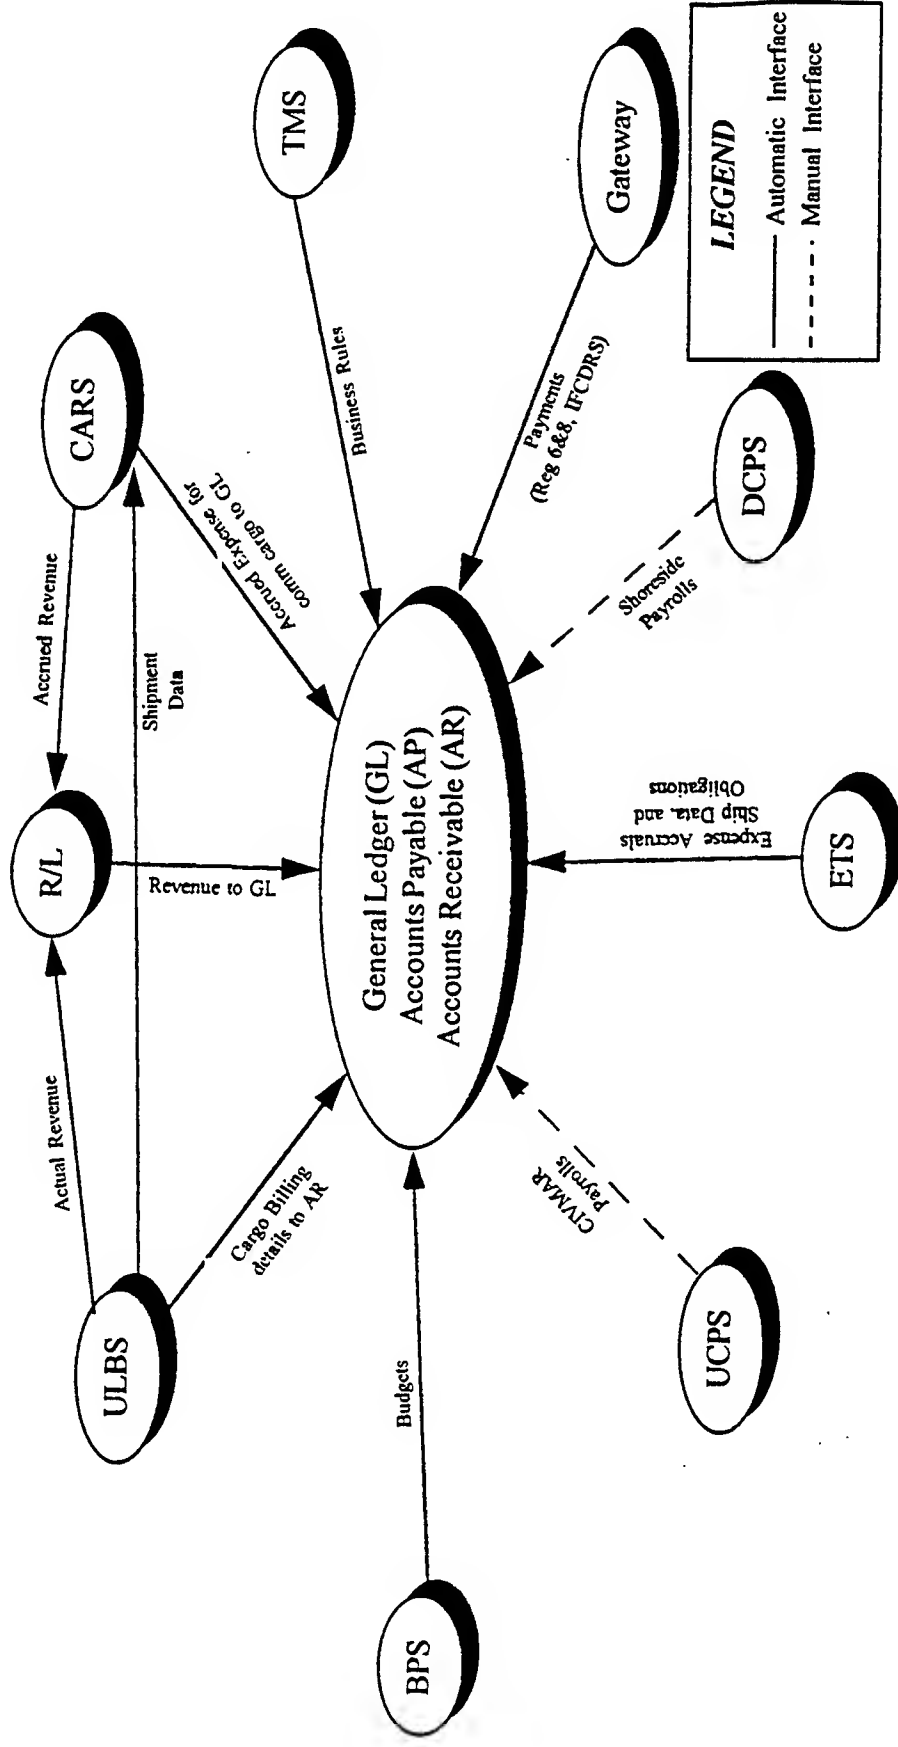 R/L
Actual Revenue
Accrued Revenue
ULBS
CARS
Shipment
Data
Revenue to GL
Cargo Billing
details to AR
Accrued Expense for
comm cargo to GL
TMS
Business Rules
BPS
Budgets
General Ledger (GL)
Accounts Payable (AP)
Accounts Receivable (AR)
Payments
(Reg 6&8, IFCDRS)
Gateway
CIVMAR
Payrolls
UCPS
Expense Accruals
Ship Data. and
Obligations
ETS
Shoreside
Payrolls
DCPS
LEGEND
Automatic Interface
Manual Interface